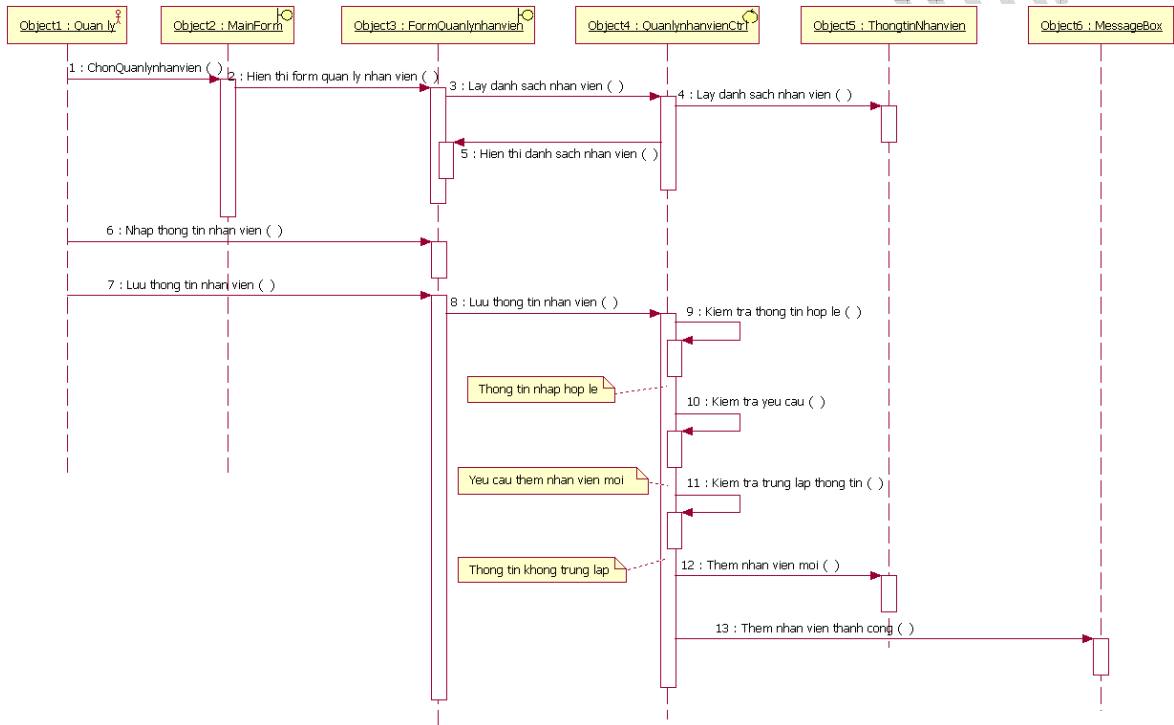 Object1 : Quan ly
Object2 : MainForm
Object3 : FormQuanlynhanvien
Object4 : QuanlynhanvienCtrl
Object5 : ThongtinNhanvien
Object6 : MessageBox
1 : ChonQuanlynhanvien ( )
2 : Hien thi form quan ly nhan vien ( )
3 : Lay danh sach nhan vien ( )
4 : Lay danh sach nhan vien ( )
5 : Hien thi danh sach nhan vien ( )
6 : Nhap thong tin nhan vien ( )
7 : Luu thong tin nhan vien ( )
8 : Luu thong tin nhan vien ( )
9 : Kiem tra thong tin hop le ( )
Thong tin nhap hop le
10 : Kiem tra yeu cau ( )
Yeu cau them nhan vien moi
11 : Kiem tra trung lap thong tin ( )
Thong tin khong trung lap
12 : Them nhan vien moi ( )
13 : Them nhan vien thanh cong ( )